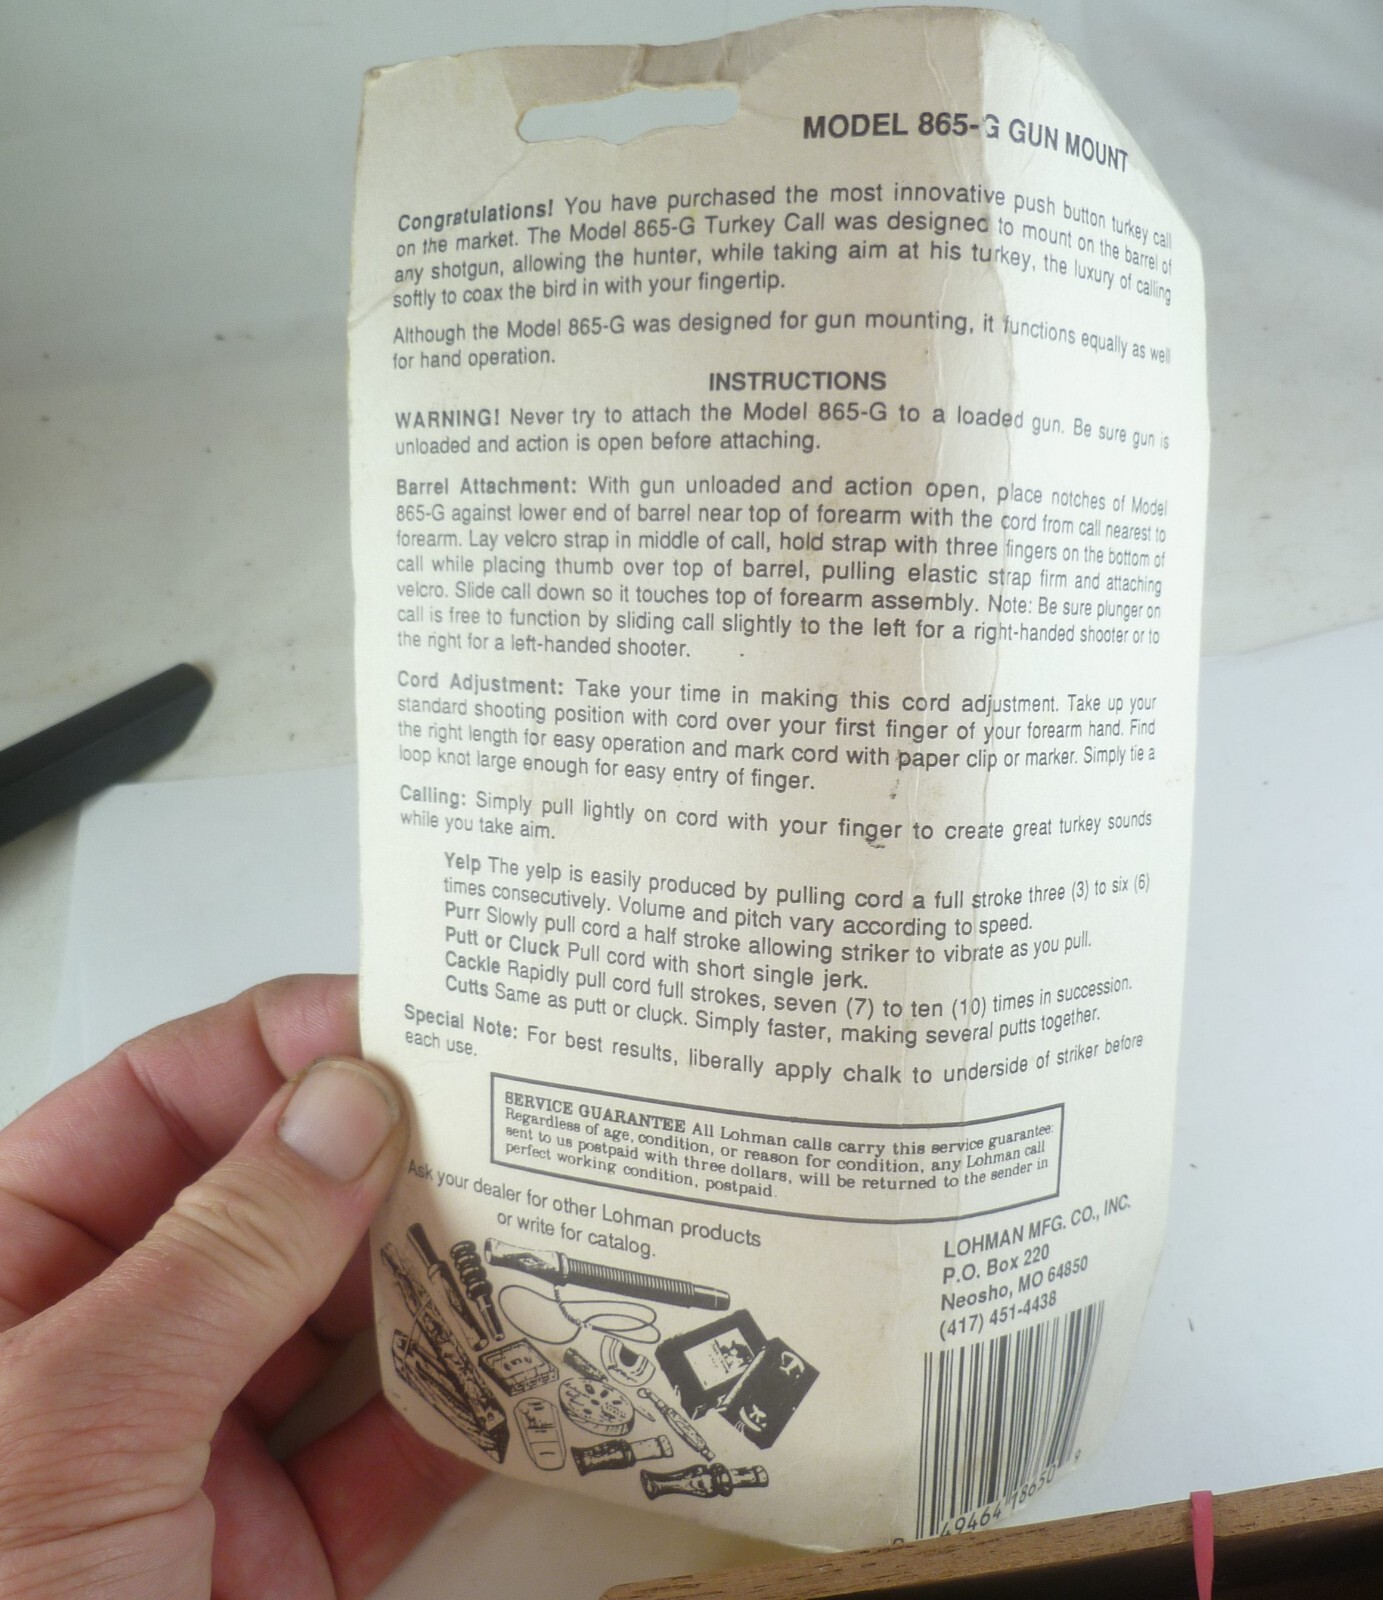 MODEL 865-G GUN MOUNT
Congratulations! You have purchased the most innovative push button turkey call
on the market. The Model 865-G Turkey Call was designed to mount on the barrel of
any shotgun, allowing the hunter, while taking aim at his turkey, the luxury of calling
softly to coax the bird in with your fingertip.
Although the Model 865-G was designed for gun mounting, it functions equally as well
for hand operation.
INSTRUCTIONS
WARNING! Never try to attach the Model 865-G to a loaded gun. Be sure gun is
unloaded and action is open before attaching.
Barrel Attachment: With gun unloaded and action open, place notches of Model
865-G against lower end of barrel near top of forearm with the cord from call nearest to
forearm. Lay velcro strap in middle of call, hold strap with three fingers on the bottom of
call while placing thumb over top of barrel, pulling elastic strap firm and attaching
velcro. Slide call down so it touches top of forearm assembly. Note: Be sure plunger on
call is free to function by sliding call slightly to the left for a right-handed shooter or to
the right for a left-handed shooter.
Cord Adjustment: Take your time in making this cord adjustment. Take up your
standard shooting position with cord over your first finger of your forearm hand. Find
the right length for easy operation and mark cord with paper clip or marker. Simply tie a
loop knot large enough for easy entry of finger.
Calling: Simply pull lightly on cord with your finger to create great turkey sounds
while you take aim.
Yelp The yelp is easily produced by pulling cord a full stroke three (3) to six (6)
times consecutively. Volume and pitch vary according to speed.
Purr Slowly pull cord a half stroke allowing striker to vibrate as you pull.
Putt or Cluck Pull cord with short single jerk.
Cackle Rapidly pull cord full strokes, seven (7) to ten (10) times in succession.
Cutts Same as putt or cluck. Simply faster, making several putts together.
Special Note: For best results, liberally apply chalk to underside of striker before
each use.
SERVICE GUARANTEE All Lohman calls carry this service guarantee:
Regardless of age, condition, or reason for condition, any Lohman call
sent to us postpaid with three dollars, will be returned to the sender in
perfect working condition, postpaid.
Ask your dealer for other Lohman products
or write for catalog.
LOHMAN MFG. CO., INC.
P.O. Box 220
Neosho, MO 64850
(417) 451-4438
49464 18650 9